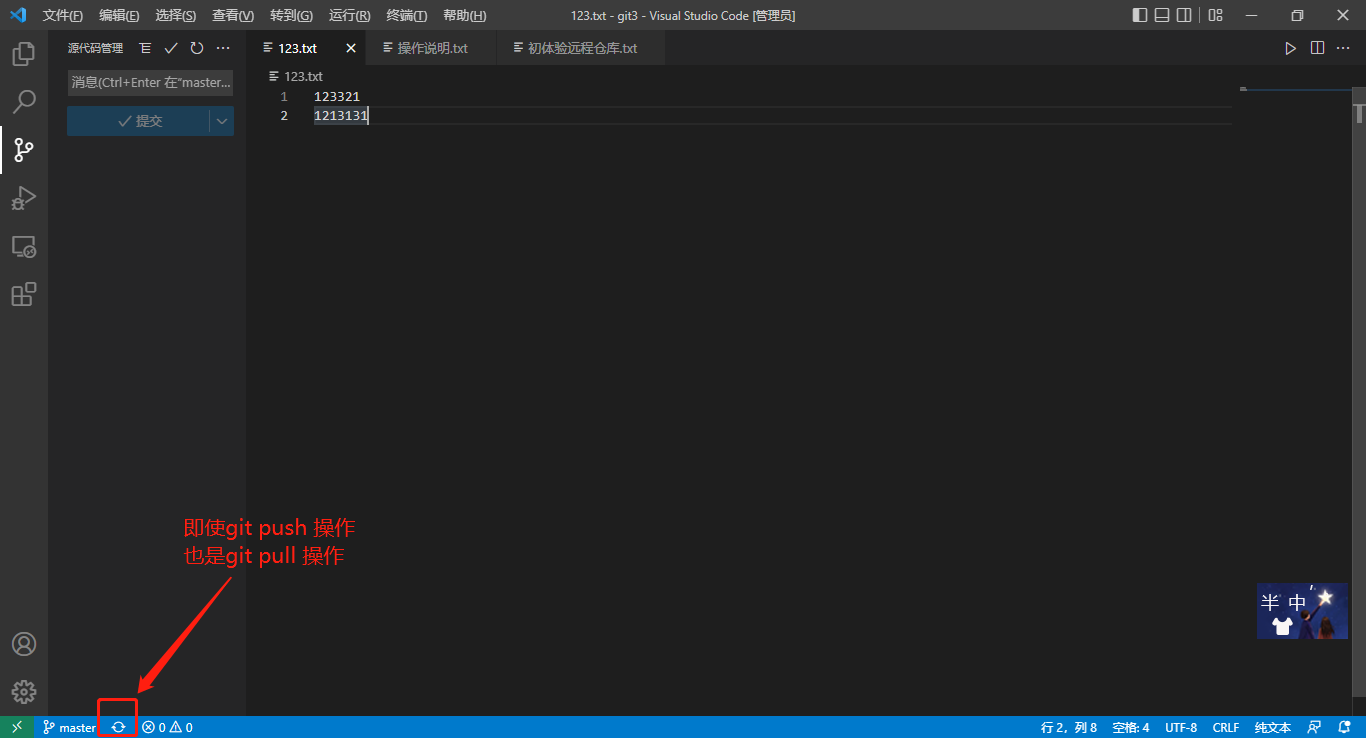 文件(F) 编辑(E) 选择(S) 查看(V) 转到(G) 运行(R) 终端(T) 帮助(H) 123.txt - git3 - Visual Studio Code [管理员]
源代码管理 123.txt 操作说明.txt 初体验远程仓库.txt
消息(Ctrl+Enter 在"master...
提交
123.txt
1 123321
2 1213131
即使git push 操作
也是git pull 操作
半 中 ’
master 0 0 行 2，列 8 空格: 4 UTF-8 CRLF 纯文本